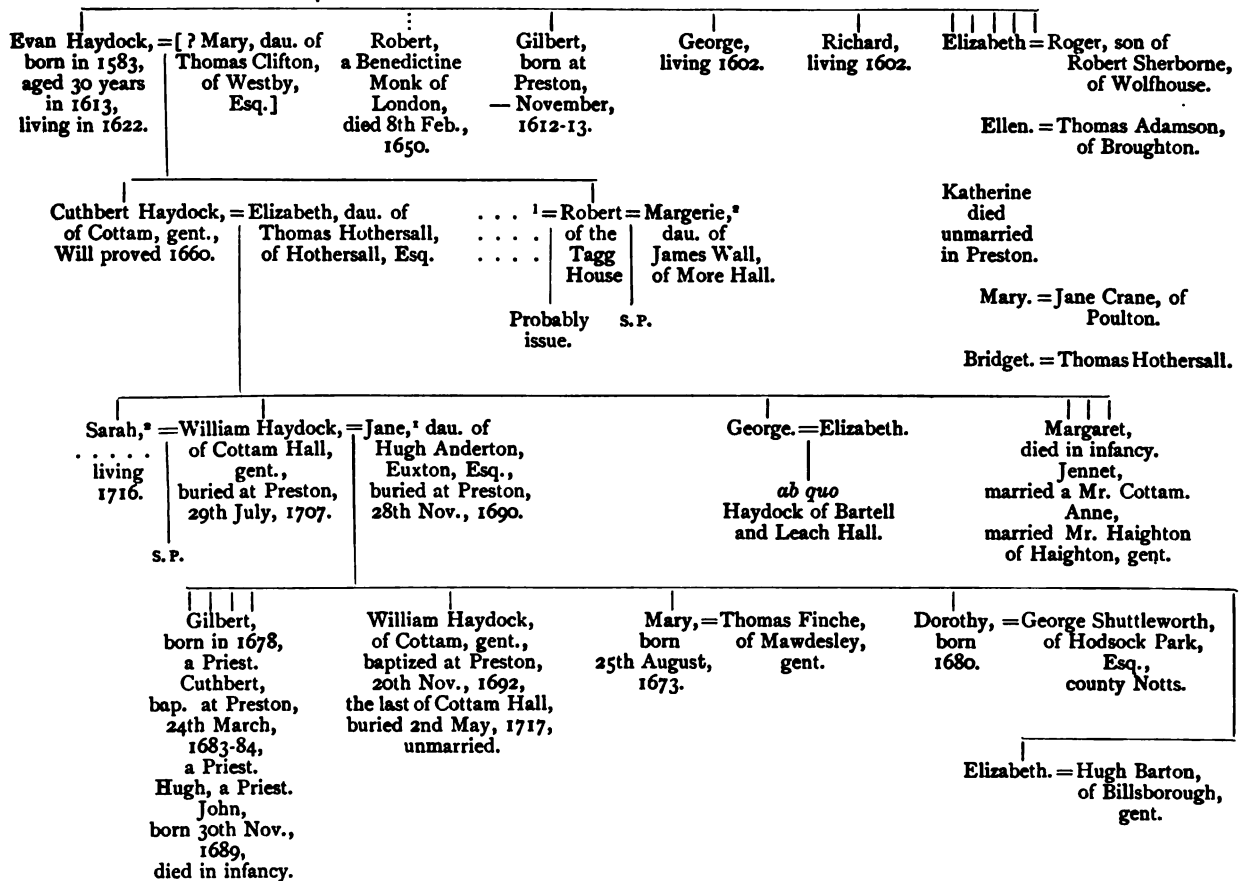 Evan Haydock, = [ ? Mary, dau. of
born in 1583,
aged 30 years
in 1613,
living in 1622.
Thomas Clifton,
of Westby,
Esq.]
Robert,
a Benedictine
Monk of
London,
died 8th Feb.,
1650.
Gilbert,
born at
Preston,
— November,
1612-13.
George,
living 1602.
Richard,
living 1602.
Elizabeth = Roger, son of
Robert Sherborne,
of Wolfhouse.
Ellen. = Thomas Adamson,
of Broughton.
Katherine
died
unmarried
in Preston.
Mary. = Jane Crane, of
Poulton.
Bridget. = Thomas Hothersall.
Cuthbert Haydock, = Elizabeth, dau. of
of Cottam, gent.,
Will proved 1660.
Thomas Hothersall,
of Hothersall, Esq.
. . . ¹ = Robert = Margerie,²
. . . .
. . . .
of the
Tagg
House
dau. of
James Wall,
of More Hall.
Probably
issue.
S. P.
Sarah,² = William Haydock, = Jane,¹ dau. of
. . . . .
living
1716.
of Cottam Hall,
gent.,
buried at Preston,
29th July, 1707.
Hugh Anderton,
Euxton, Esq.,
buried at Preston,
28th Nov., 1690.
S. P.
George. = Elizabeth.
ab quo
Haydock of Bartell
and Leach Hall.
Margaret,
died in infancy.
Jennet,
married a Mr. Cottam.
Anne,
married Mr. Haighton
of Haighton, gent.
Gilbert,
born in 1678,
a Priest.
Cuthbert,
bap. at Preston,
24th March,
1683-84,
a Priest.
Hugh, a Priest.
John,
born 30th Nov.,
1689,
died in infancy.
William Haydock,
of Cottam, gent.,
baptized at Preston,
20th Nov., 1692,
the last of Cottam Hall,
buried 2nd May, 1717,
unmarried.
Mary, = Thomas Finche,
born
25th August,
1673.
of Mawdesley,
gent.
Dorothy, = George Shuttleworth,
born
1680.
of Hodsock Park,
Esq.,
county Notts.
Elizabeth. = Hugh Barton,
of Billsborough,
gent.